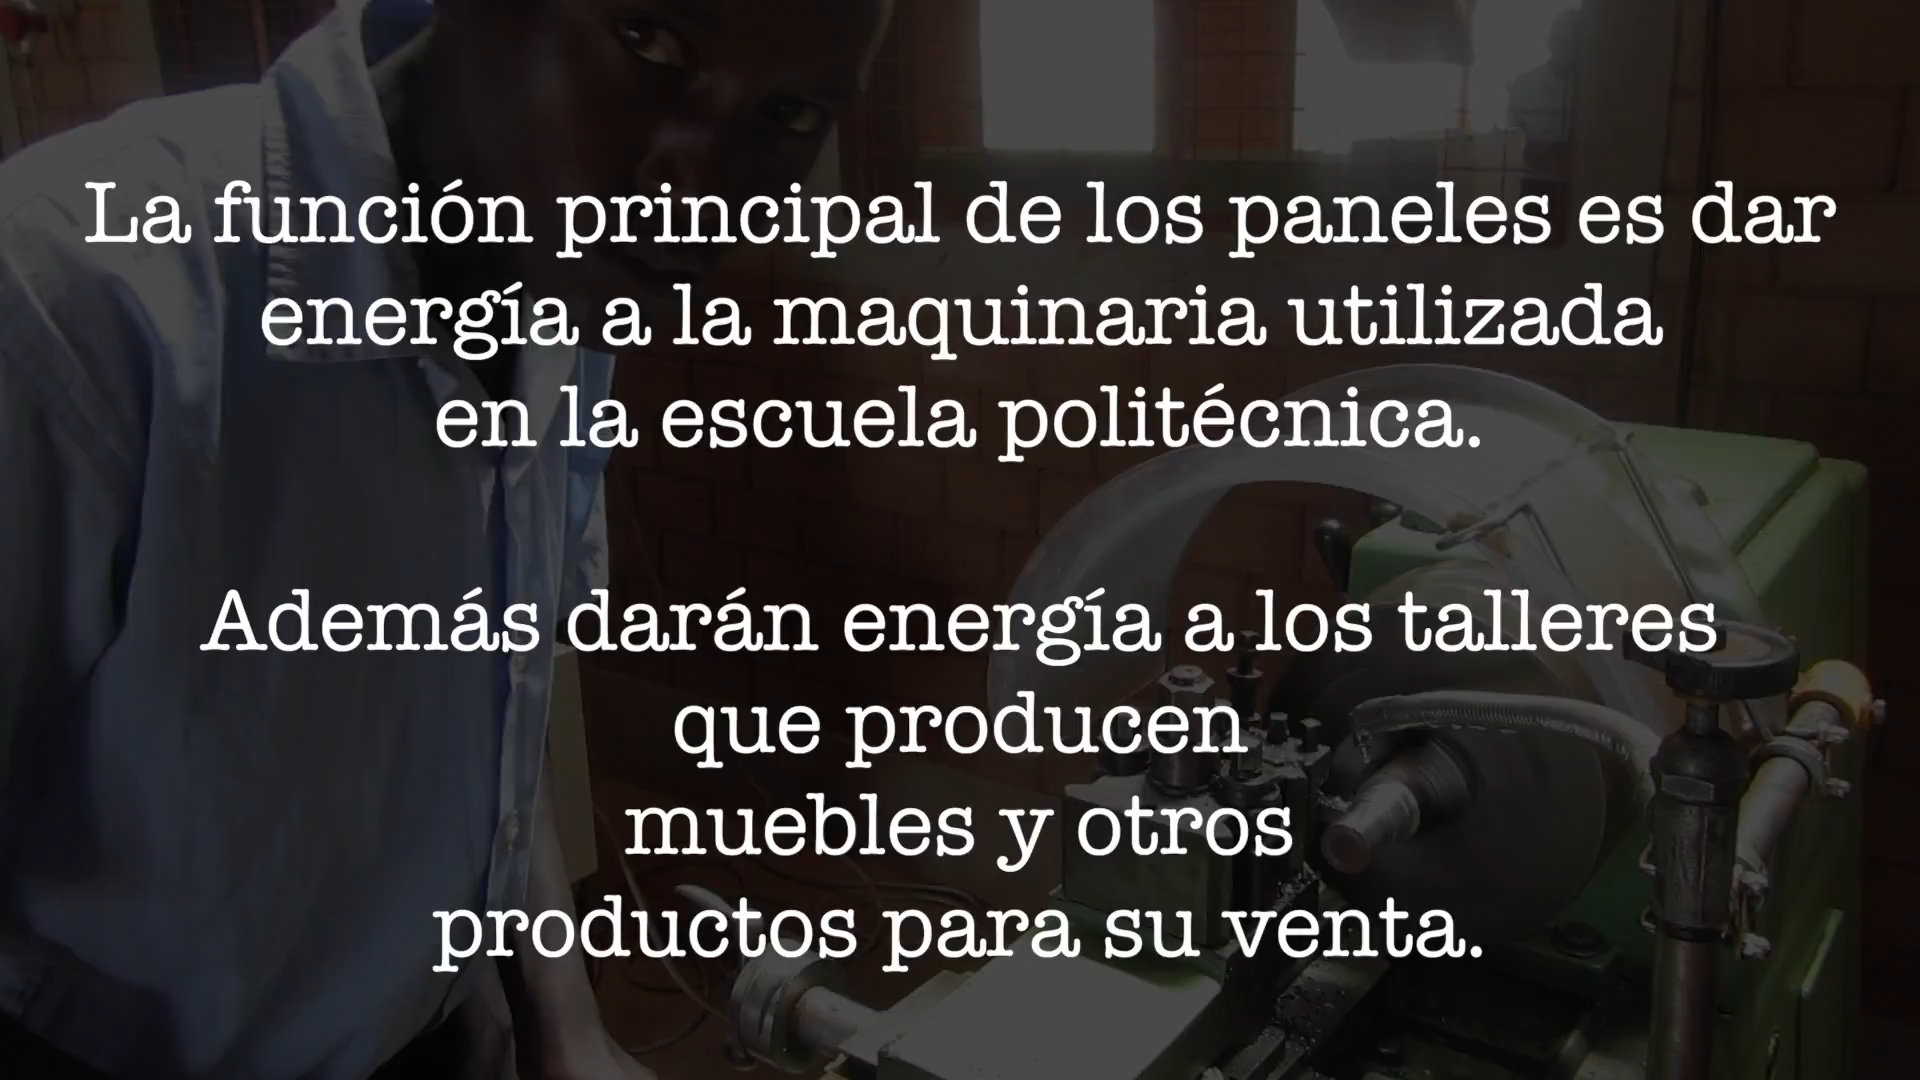 La función principal de los paneles es dar
energía a la maquinaria utilizada
en la escuela politécnica.
Además darán energía a los talleres
que producen
muebles y otros
productos para su venta.